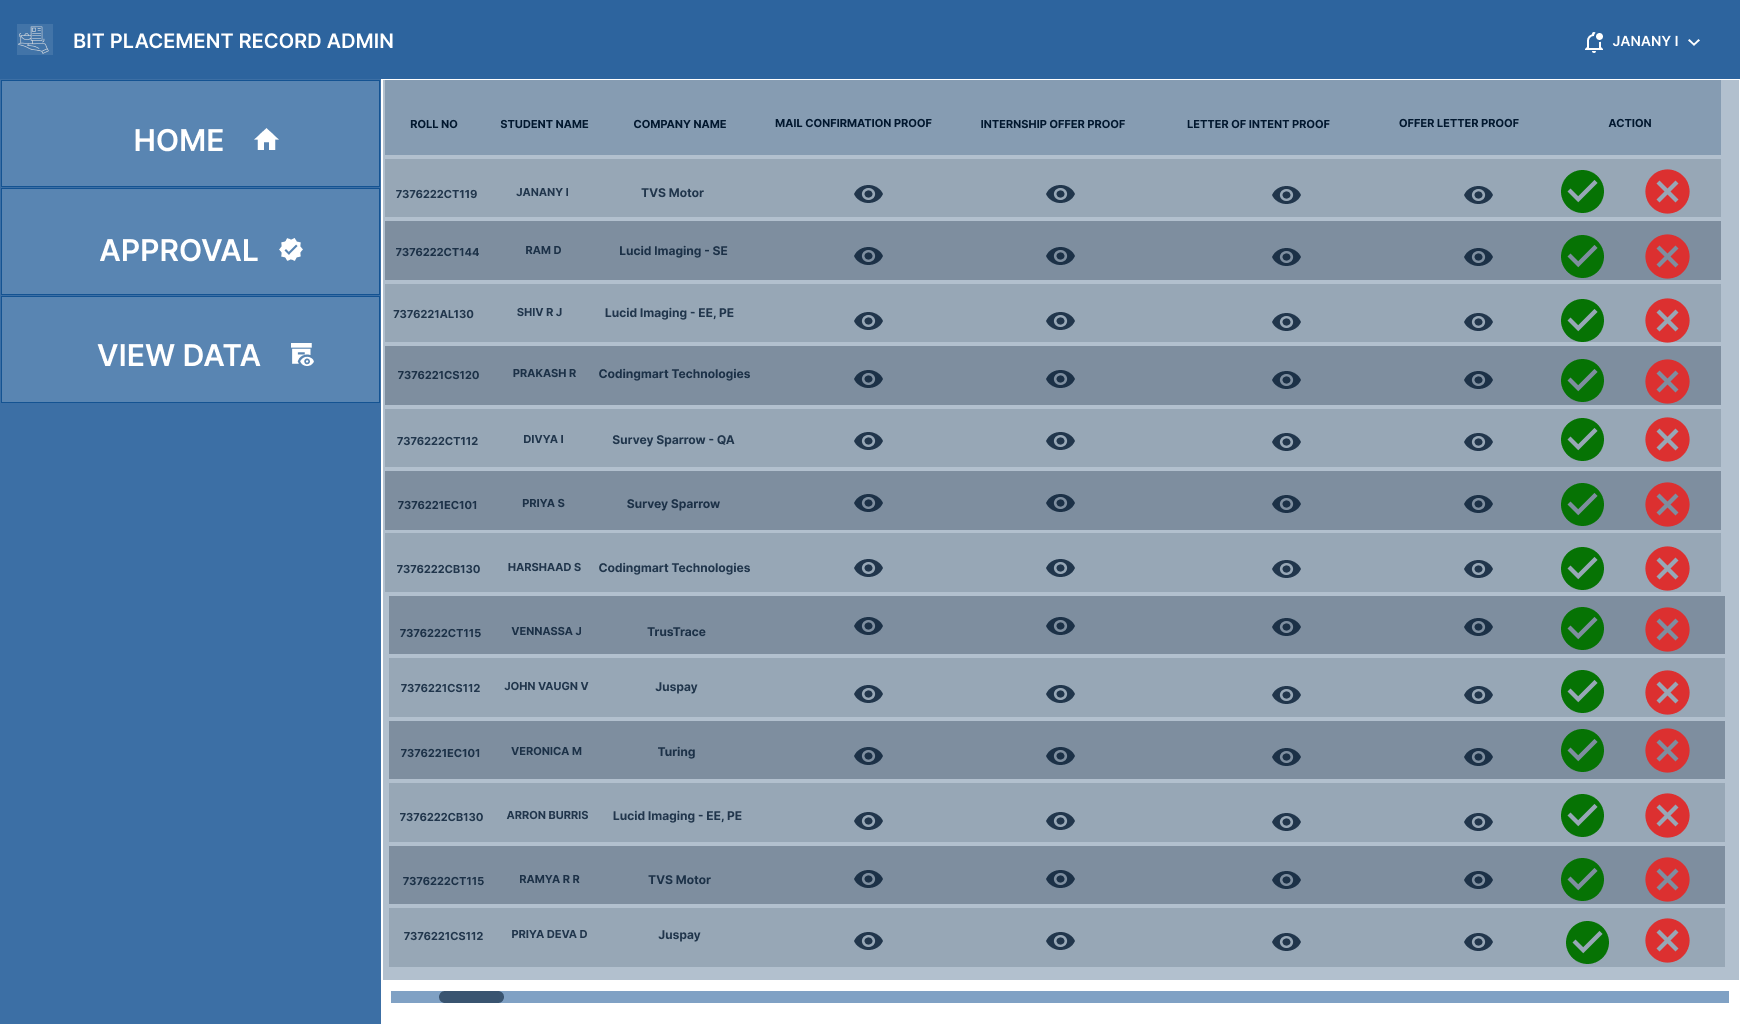 BIT PLACEMENT RECORD ADMIN
JANANY I
HOME
APPROVAL
VIEW DATA
ROLL NO STUDENT NAME COMPANY NAME MAIL CONFIRMATION PROOF INTERNSHIP OFFER PROOF LETTER OF INTENT PROOF OFFER LETTER PROOF ACTION
7376222CT119 JANANY I TVS Motor
7376222CT144 RAM D Lucid Imaging - SE
7376221AL130 SHIV R J Lucid Imaging - EE, PE
7376221CS120 PRAKASH R Codingmart Technologies
7376222CT112 DIVYA I Survey Sparrow - QA
7376221EC101 PRIYA S Survey Sparrow
7376222CB130 HARSHAAD S Codingmart Technologies
7376222CT115 VENNASSA J TrusTrace
7376221CS112 JOHN VAUGN V Juspay
7376221EC101 VERONICA M Turing
7376222CB130 ARRON BURRIS Lucid Imaging - EE, PE
7376222CT115 RAMYA R R TVS Motor
7376221CS112 PRIYA DEVA D Juspay